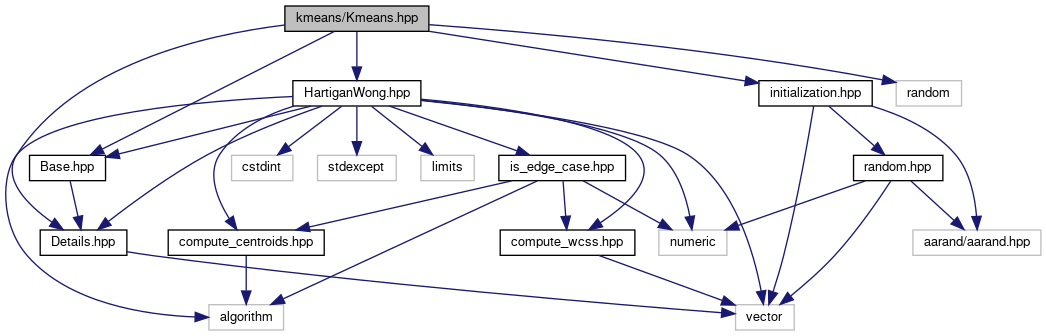 kmeans/Kmeans.hpp
HartiganWong.hpp
initialization.hpp
random
Base.hpp
cstdint
stdexcept
limits
is_edge_case.hpp
random.hpp
Details.hpp
compute_centroids.hpp
compute_wcss.hpp
numeric
aarand/aarand.hpp
algorithm
vector